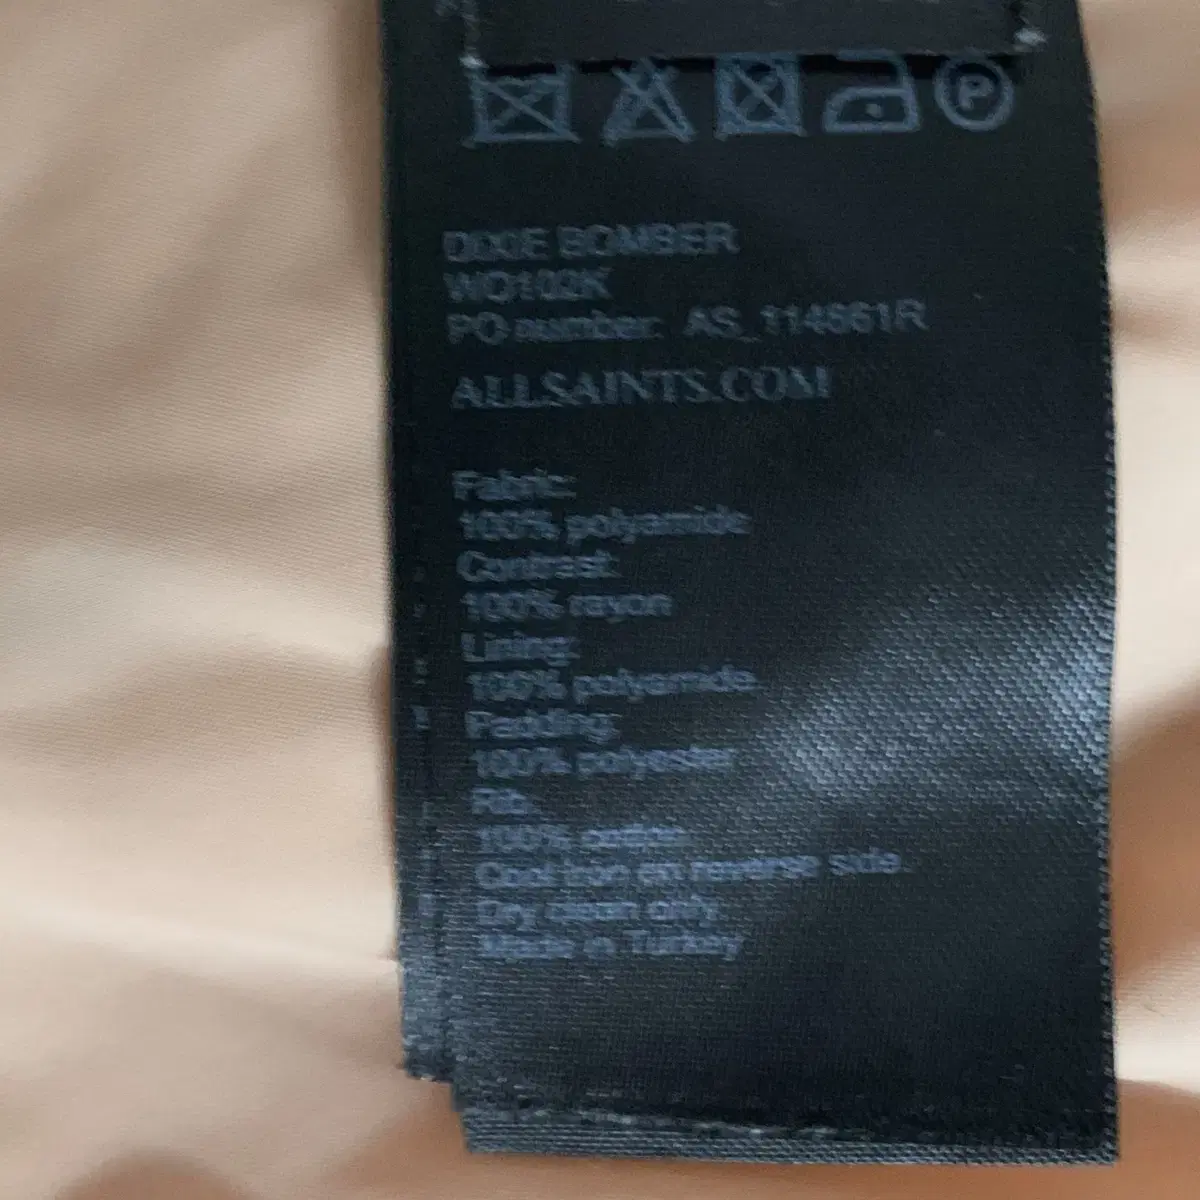 P
DIXIE BOMBER
WO102K
PO number: AS_114661R
ALLSAINTS.COM
Fabric:
100% polyamide
Contrast:
100% rayon
Lining:
100% polyamide
Padding:
100% polyester
Rib:
100% cotton
Cool iron on reverse side.
Dry clean only
Made in Turkey